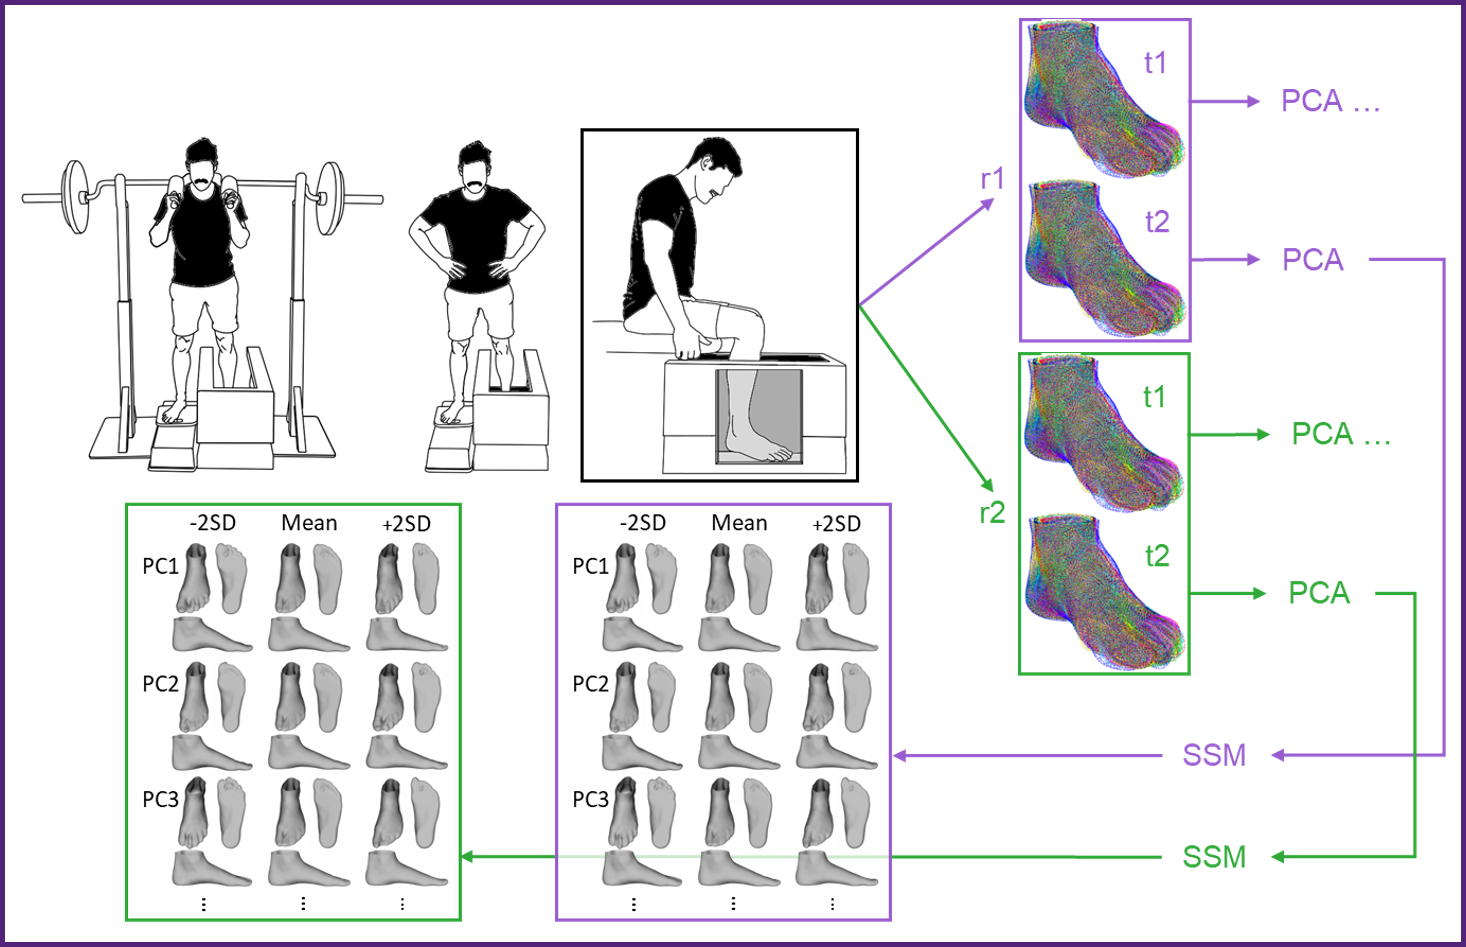 t1
PCA ...
r1
t2
PCA
t1
PCA ...
r2
t2
PCA
-2SD Mean +2SD
PC1
PC2
PC3
⋮ ⋮ ⋮
-2SD Mean +2SD
PC1
PC2
PC3
⋮ ⋮ ⋮
SSM
SSM